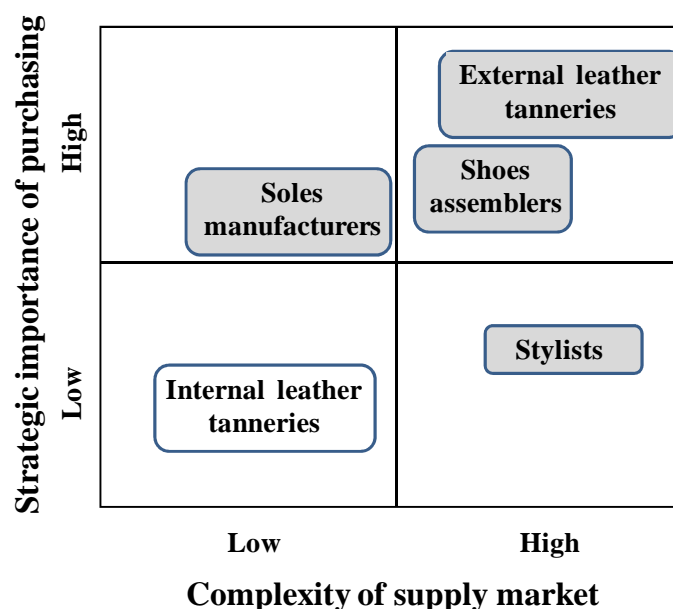 Strategic importance of purchasing
High
Low
External leather
tanneries
Shoes
assemblers
Soles
manufacturers
Stylists
Internal leather
tanneries
Low
High
Complexity of supply market